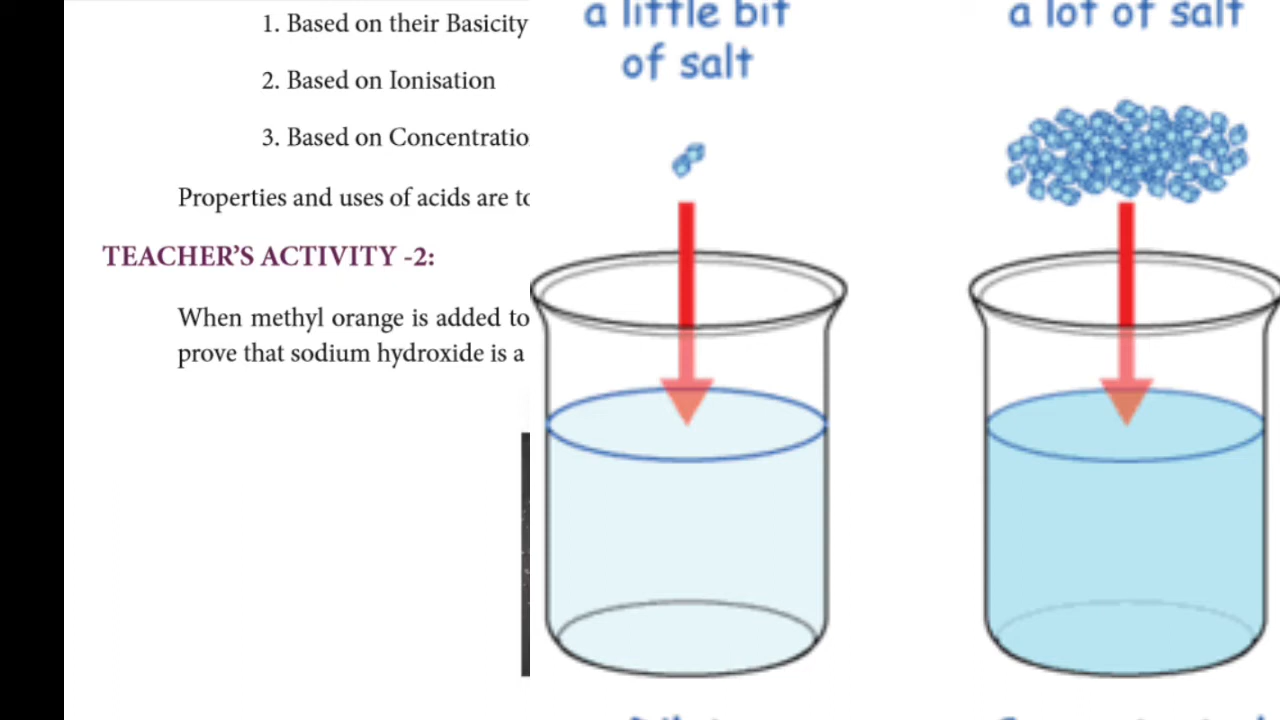 1. Based on their Basicity
2. Based on Ionisation
3. Based on Concentratio
Properties and uses of acids are to
TEACHER'S ACTIVITY -2:
When methyl orange is added to
prove that sodium hydroxide is a
a little bit
of salt
a lot of salt